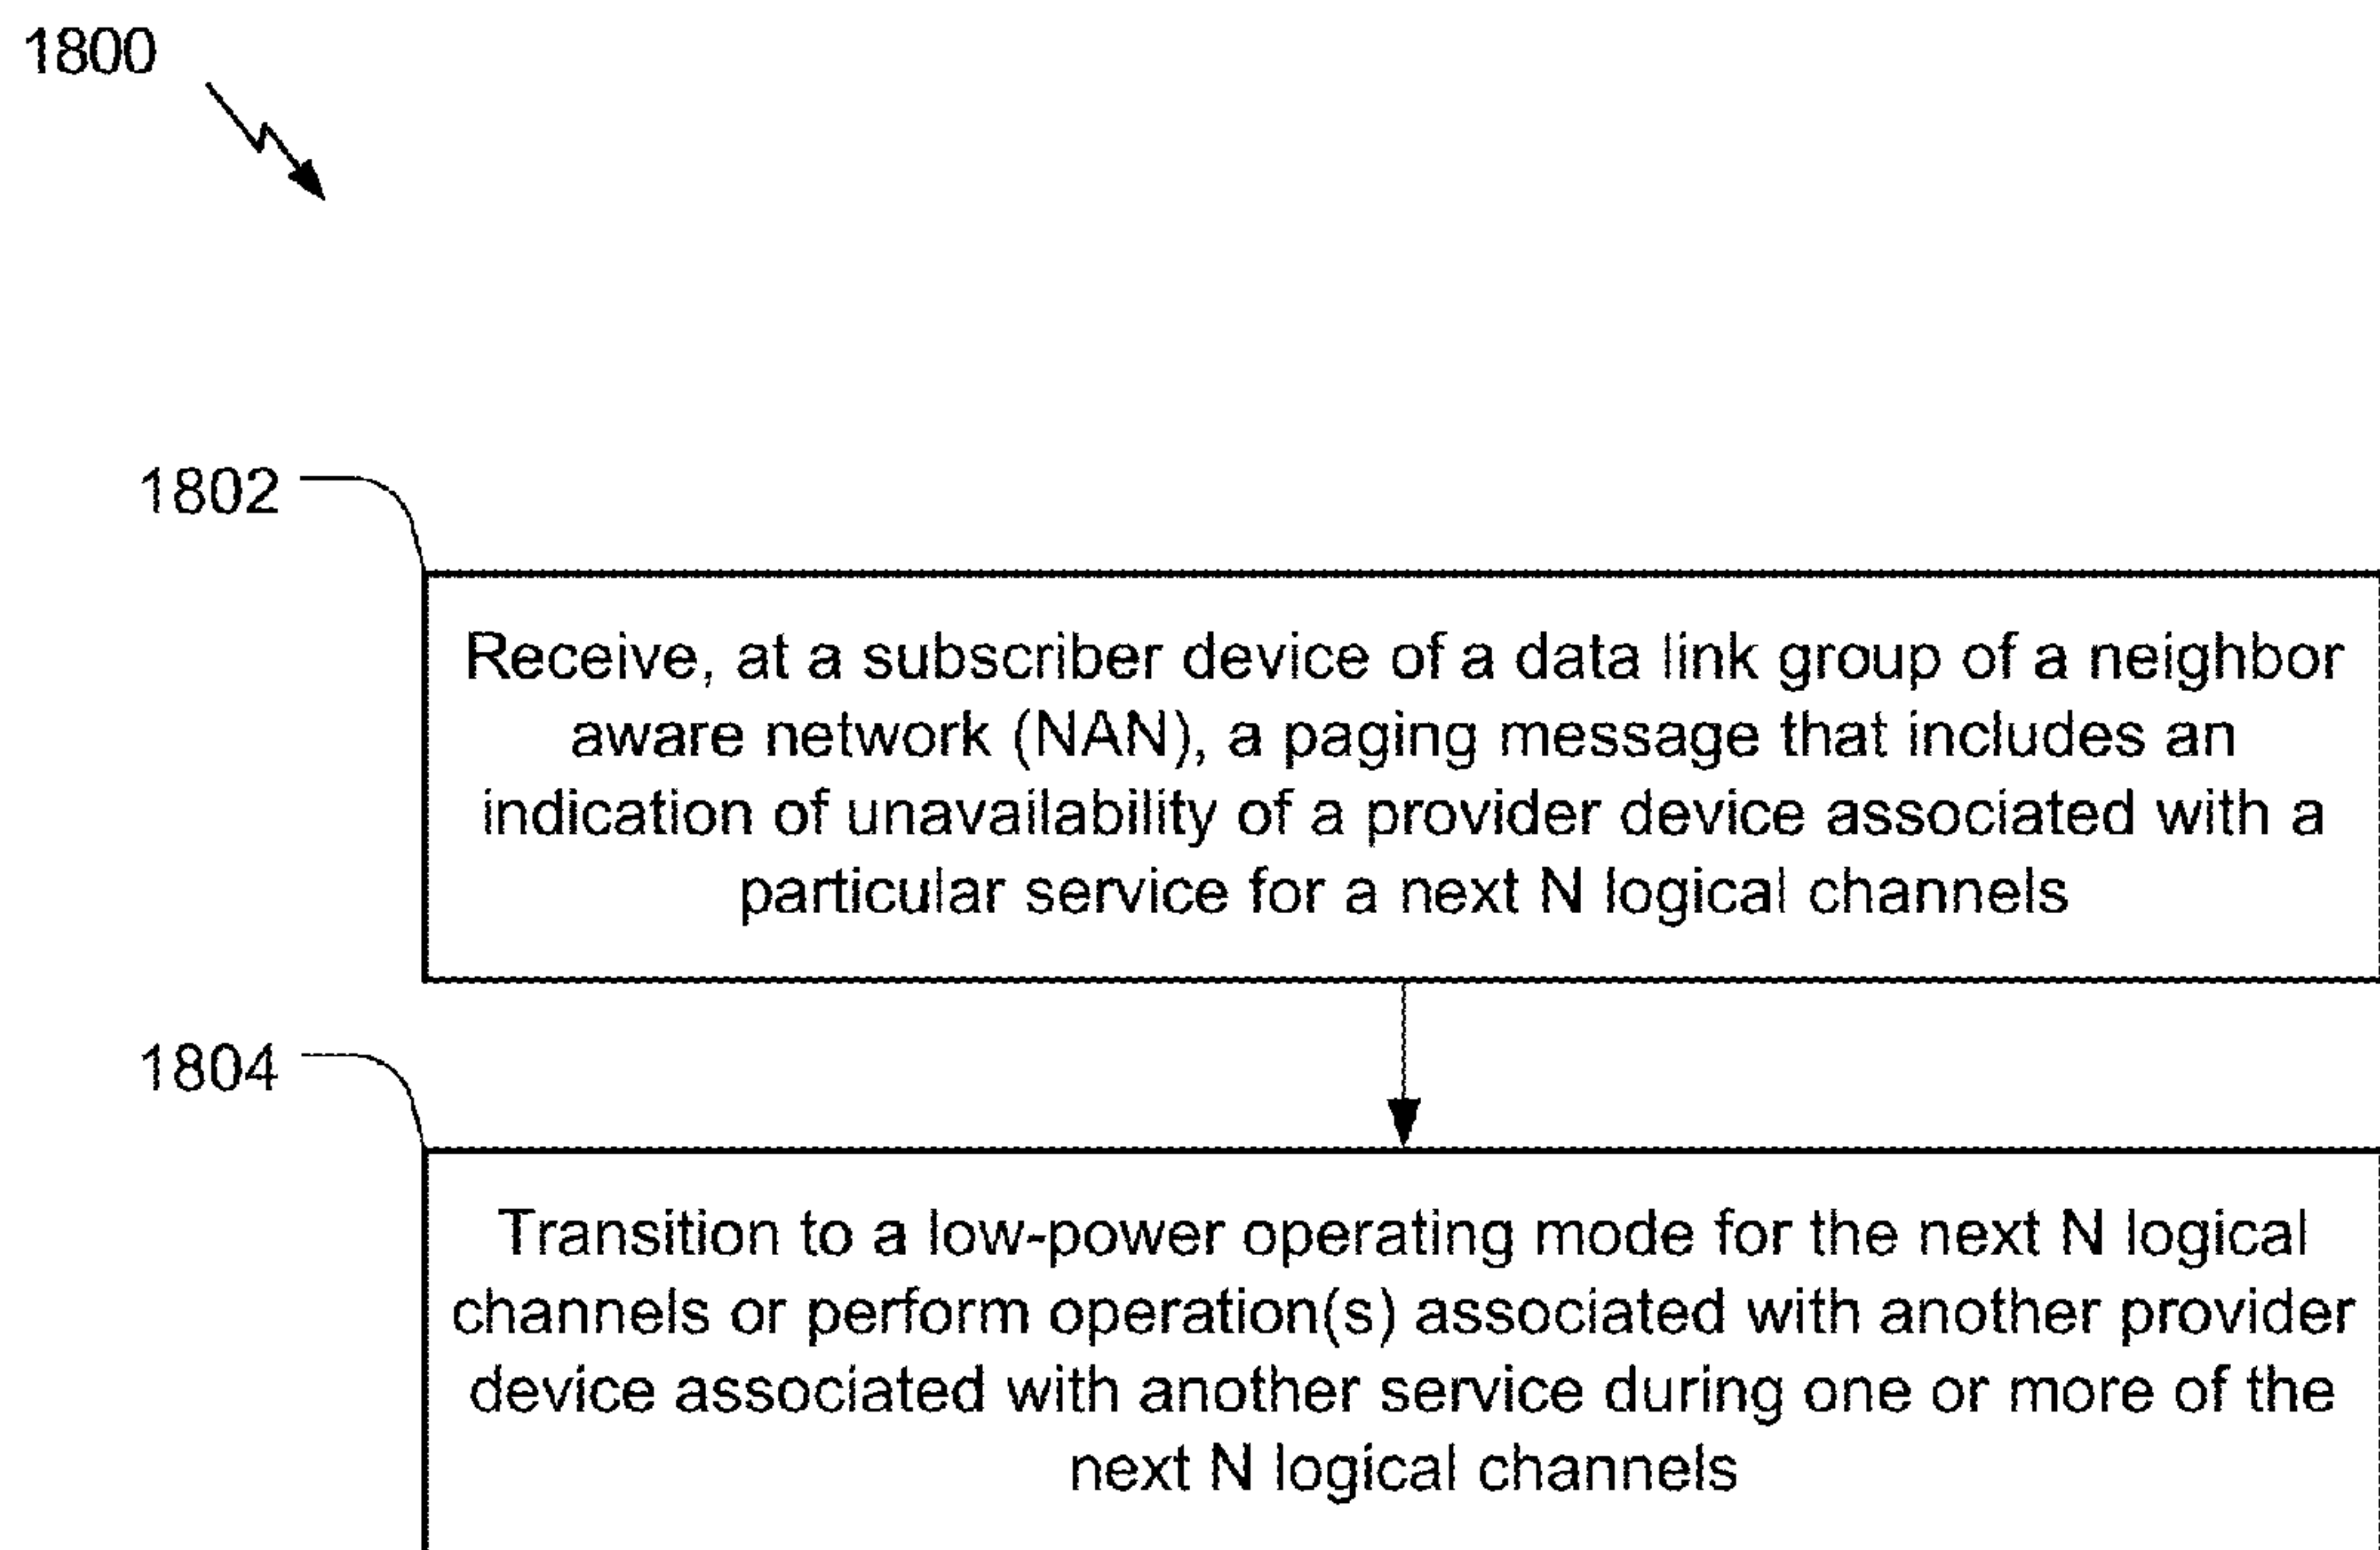 1800
1802
Receive, at a subscriber device of a data link group of a neighbor
aware network (NAN), a paging message that includes an
indication of unavailability of a provider device associated with a
particular service for a next N logical channels
1804
Transition to a low-power operating mode for the next N logical
channels or perform operation(s) associated with another provider
device associated with another service during one or more of the
next N logical channels